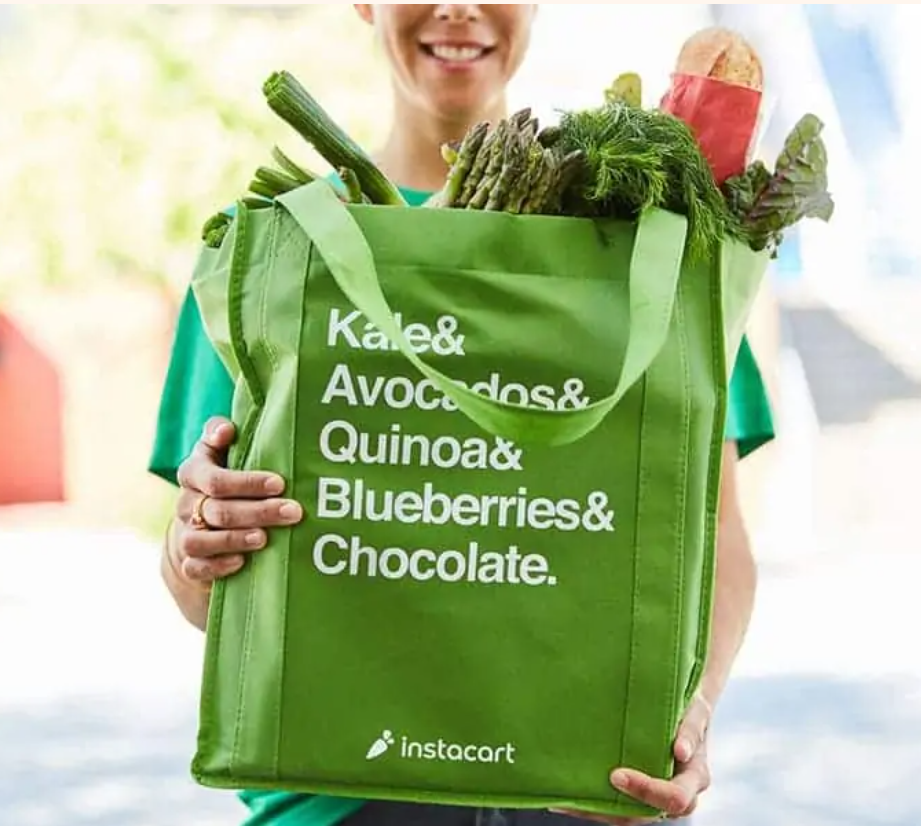 Kale&
Avocados&
Quinoa&
Blueberries&
Chocolate.
instacart